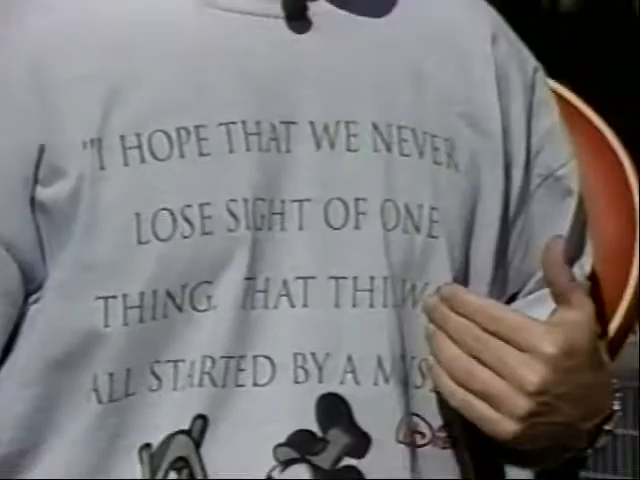 "I HOPE THAT WE NEVER
LOSE SIGHT OF ONE
THING THAT
ALL STARTED BY A